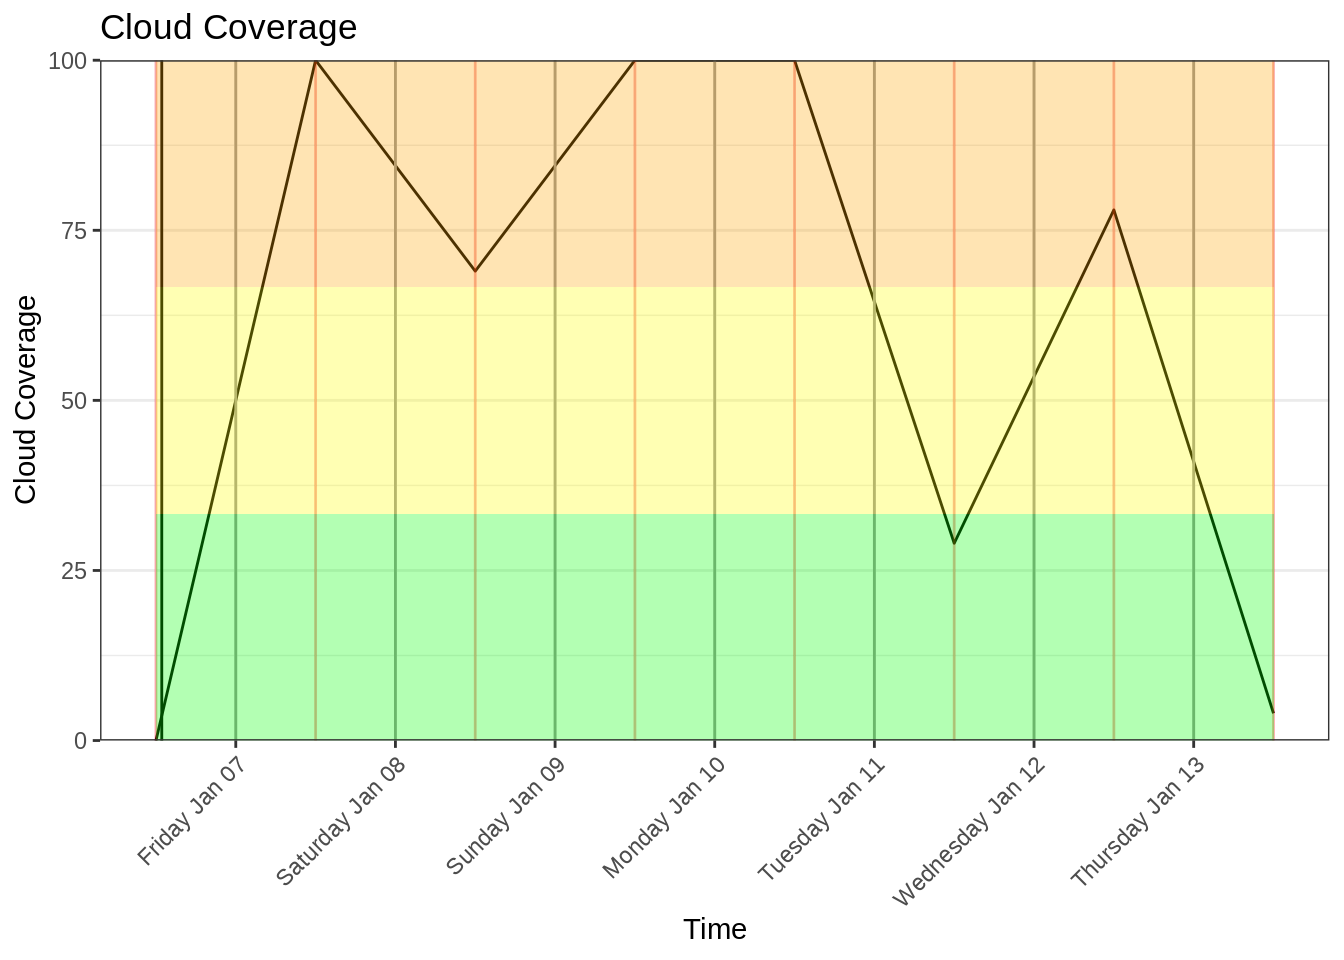 Cloud Coverage
Cloud Coverage
100
75
50
25
0
Friday Jan 07
Saturday Jan 08
Sunday Jan 09
Monday Jan 10
Tuesday Jan 11
Wednesday Jan 12
Thursday Jan 13
Time